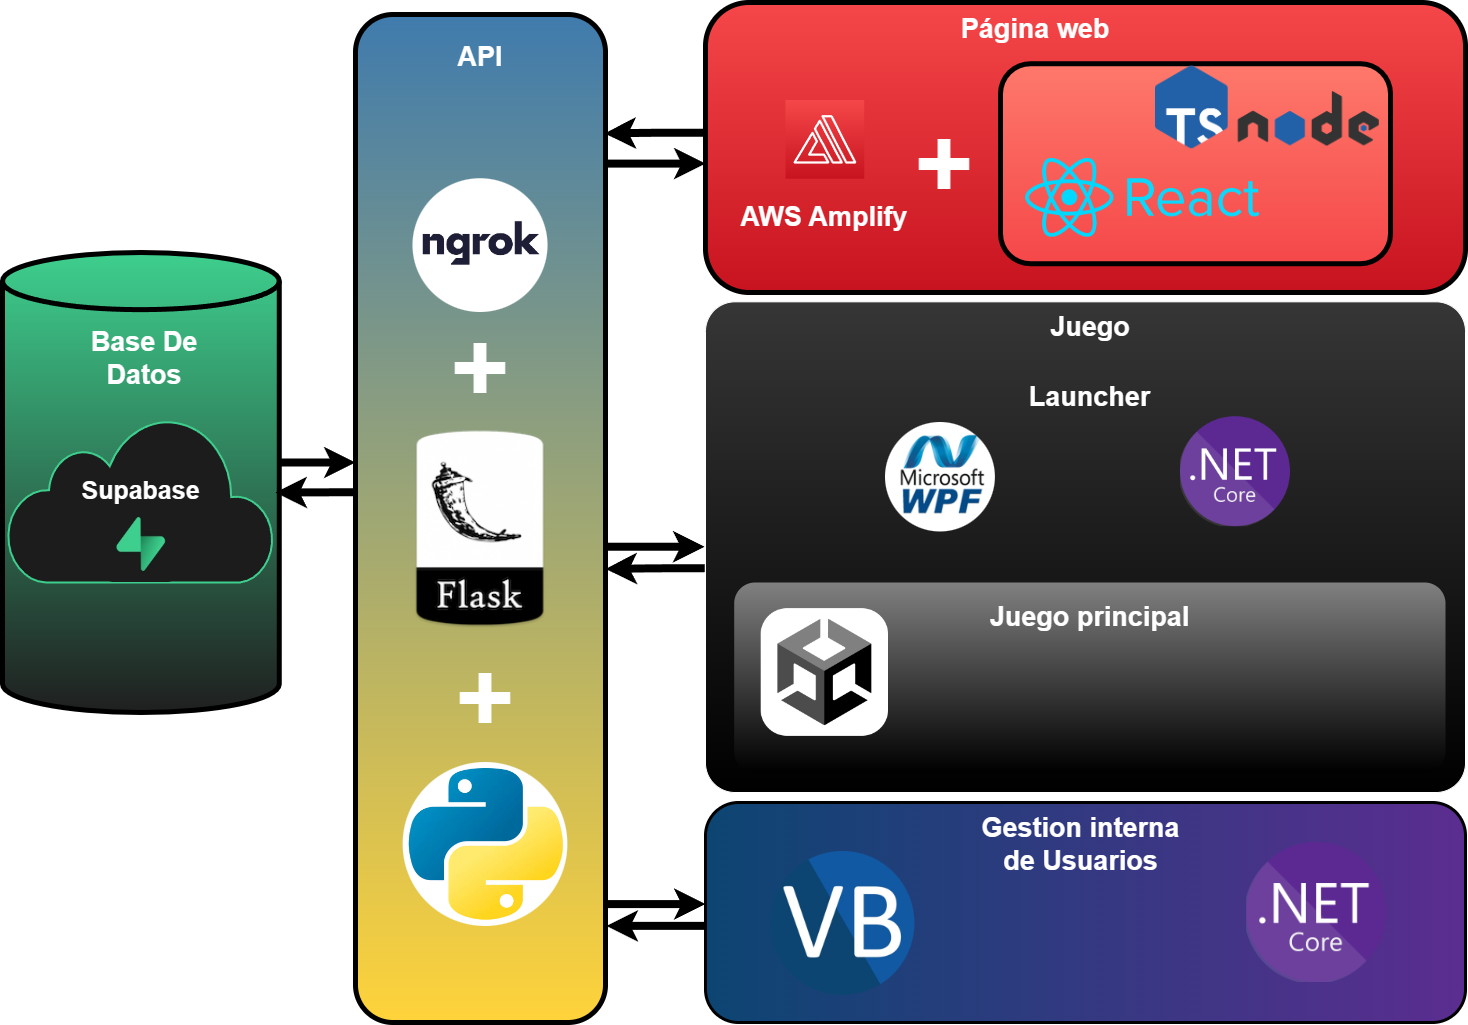 API
ngrok
Flask
Base De
Datos
Supabase
Página web
AWS Amplify
TS
node
React
Juego
Launcher
Microsoft
WPF
.NET
Core
Juego principal
Gestion interna
de Usuarios
VB
.NET
Core